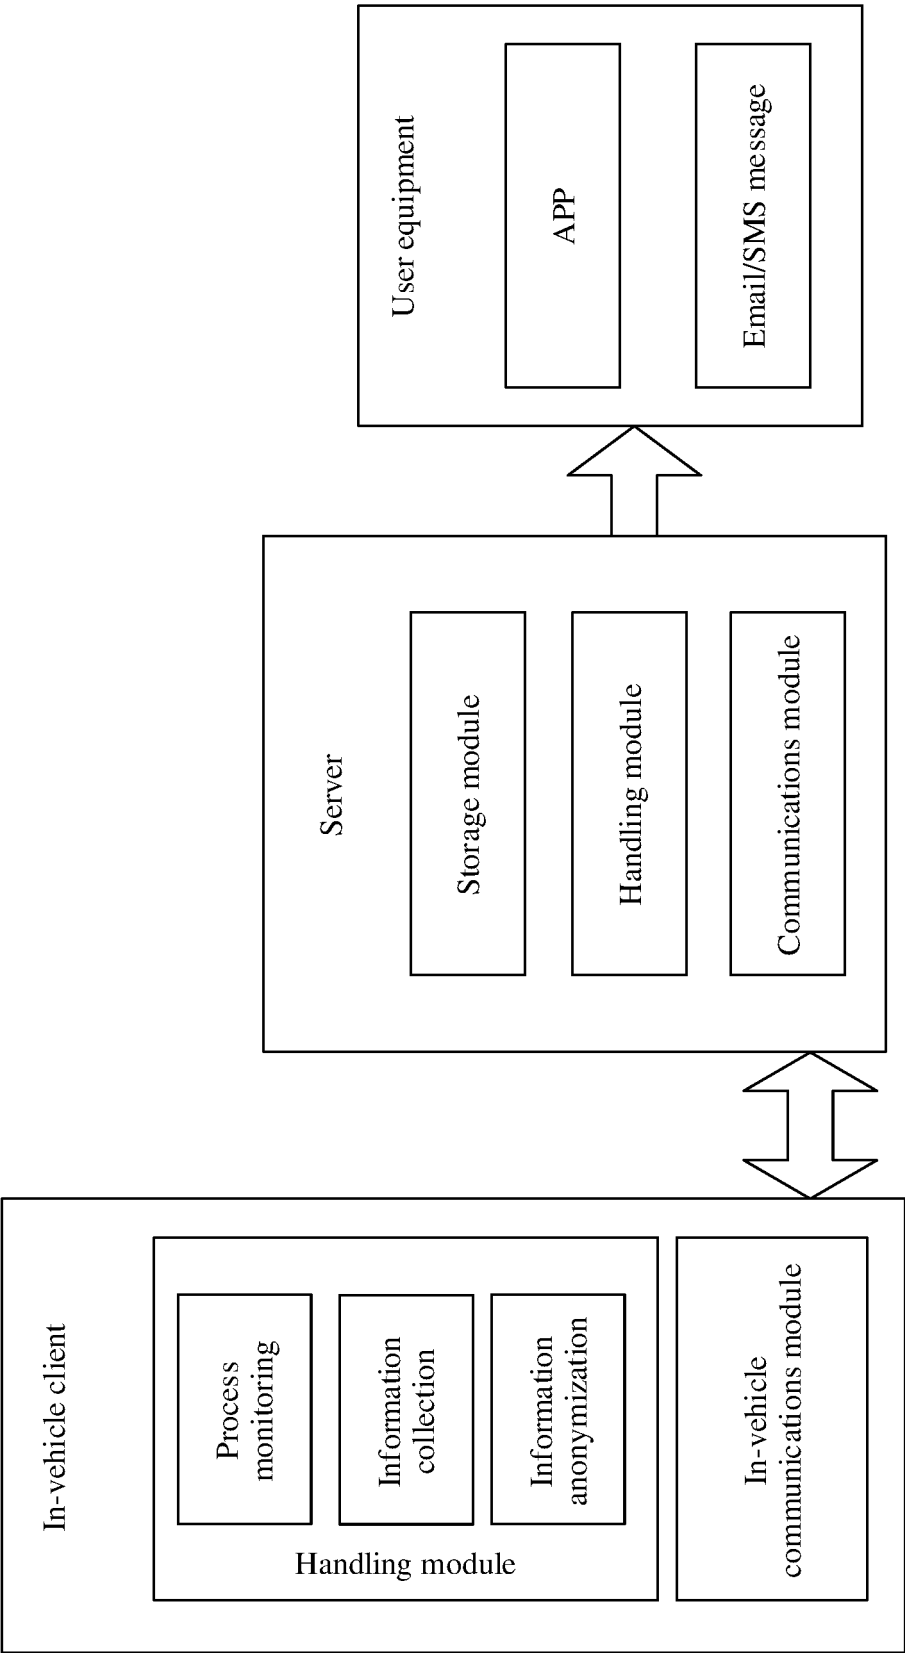 In-vehicle client
Process
monitoring
Information
collection
Information
anonymization
Handling module
In-vehicle
communications module
Server
Storage module
Handling module
Communications module
User equipment
APP
Email/SMS message